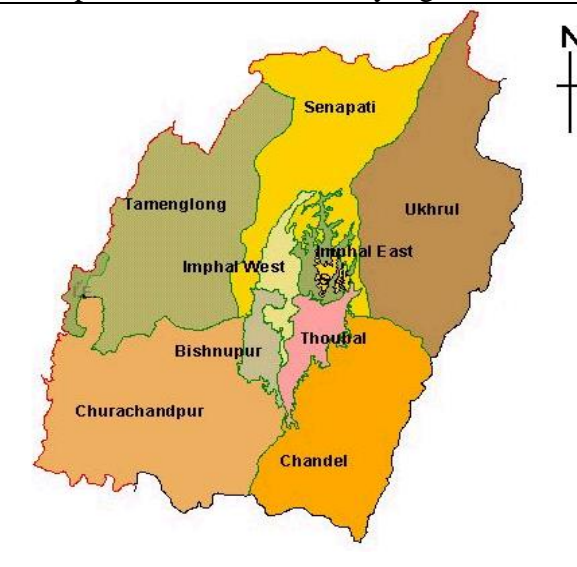 N
Senapati
Tamenglong
Ukhrul
Imphal East
Imphal West
Thoubal
Bishnupur
Churachandpur
Chandel